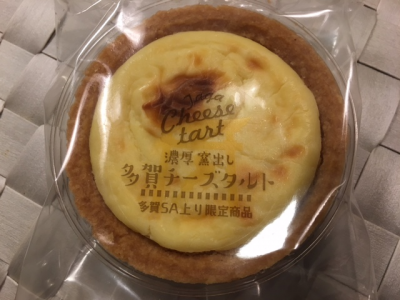 Taga
Cheese
tart
濃厚窯出し
多賀チーズタルト
多賀SA上り限定商品